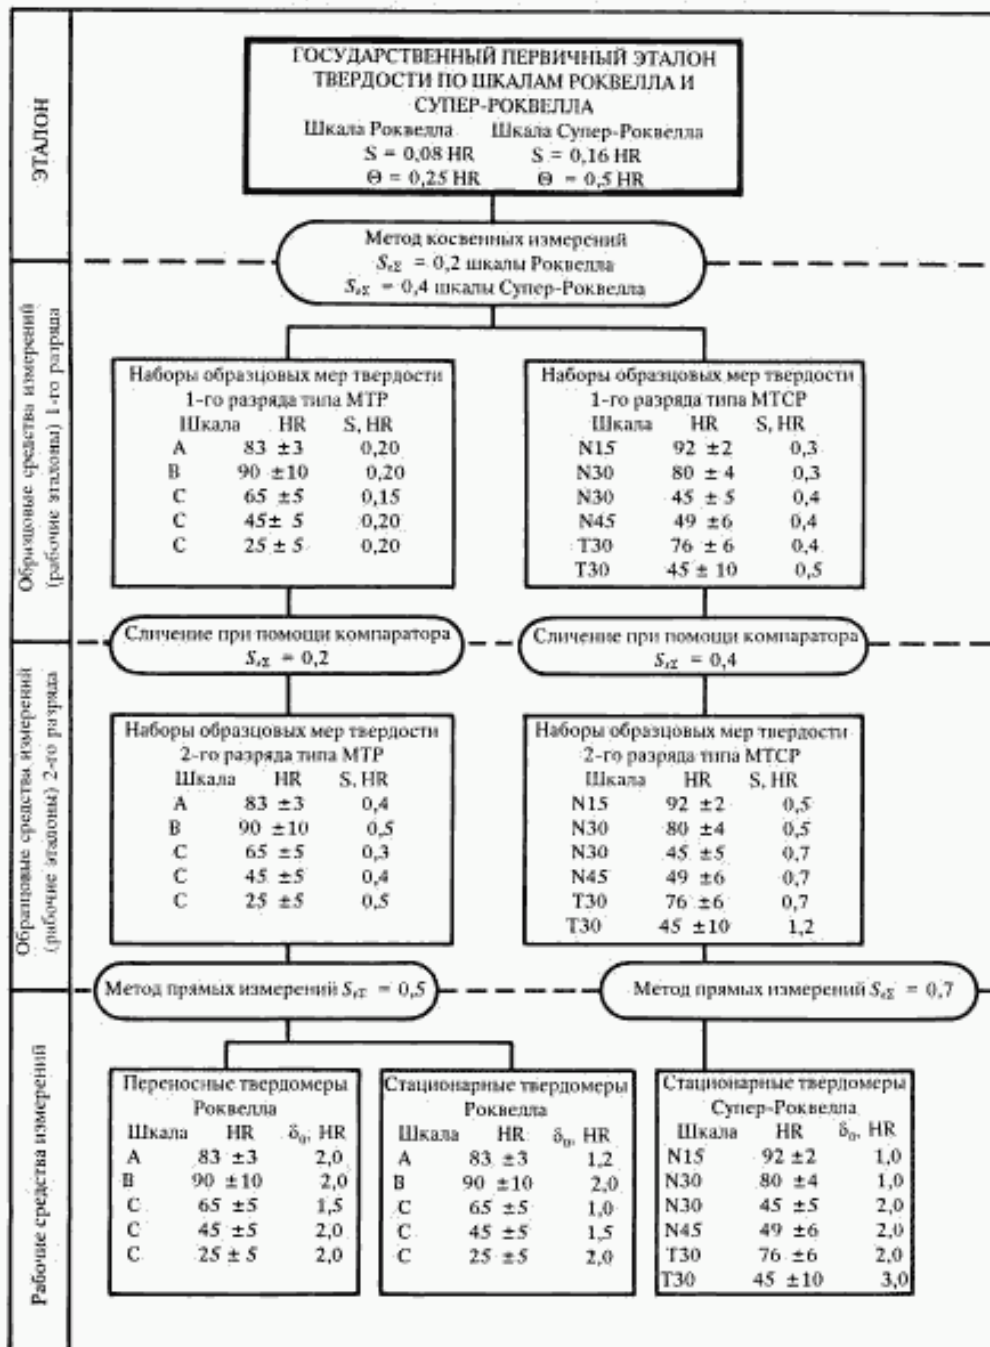 ЭТАЛОН
ГОСУДАРСТВЕННЫЙ ПЕРВИЧНЫЙ ЭТАЛОН
ТВЕРДОСТИ ПО ШКАЛАМ РОКВЕЛЛА И
СУПЕР-РОКВЕЛЛА
Шкала Роквелла Шкала Супер-Роквелла
S = 0,08 HR S = 0,16 HR
Θ = 0,25 HR Θ = 0,5 HR
Метод косвенных измерений
SₑΣ = 0,2 шкалы Роквелла
SₑΣ = 0,4 шкалы Супер-Роквелла
Образцовые средства измерений
(рабочие эталоны) 1-го разряда
Наборы образцовых мер твердости
1-го разряда типа МТР
Шкала HR S, HR
A 83 ±3 0,20
B 90 ±10 0,20
C 65 ±5 0,15
C 45± 5 0,20
C 25 ± 5 0,20
Наборы образцовых мер твердости
1-го разряда типа МТСР
Шкала HR S, HR
N15 92 ±2 0,3
N30 80 ± 4 0,3
N30 45 ± 5 0,4
N45 49 ±6 0,4
T30 76 ± 6 0,4
T30 45 ± 10 0,5
Сличение при помощи компаратора
SₑΣ = 0,2
Сличение при помощи компаратора
SₑΣ = 0,4
Образцовые средства измерений
(рабочие эталоны) 2-го разряда
Наборы образцовых мер твердости
2-го разряда типа МТР
Шкала HR S, HR
A 83 ±3 0,4
B 90 ±10 0,5
C 65 ±5 0,3
C 45 ±5 0,4
C 25 ±5 0,5
Наборы образцовых мер твердости
2-го разряда типа МТСР
Шкала HR S, HR
N15 92 ±2 0,5
N30 80 ±4 0,5
N30 45 ±5 0,7
N45 49 ±6 0,7
T30 76 ±6 0,7
T30 45 ±10 1,2
Метод прямых измерений SₑΣ = 0,5
Метод прямых измерений SₑΣ = 0,7
Рабочие средства измерений
Переносные твердомеры
Роквелла
Шкала HR δ₀, HR
A 83 ±3 2,0
B 90 ±10 2,0
C 65 ±5 1,5
C 45 ±5 2,0
C 25 ± 5 2,0
Стационарные твердомеры
Роквелла
Шкала HR δ₀, HR
A 83 ±3 1,2
B 90 ±10 2,0
C 65 ±5 1,0
C 45 ±5 1,5
C 25 ± 5 2,0
Стационарные твердомеры
Супер-Роквелла
Шкала HR δ₀, HR
N15 92 ±2 1,0
N30 80 ±4 1,0
N30 45 ±5 2,0
N45 49 ±6 2,0
T30 76 ±6 2,0
T30 45 ±10 3,0